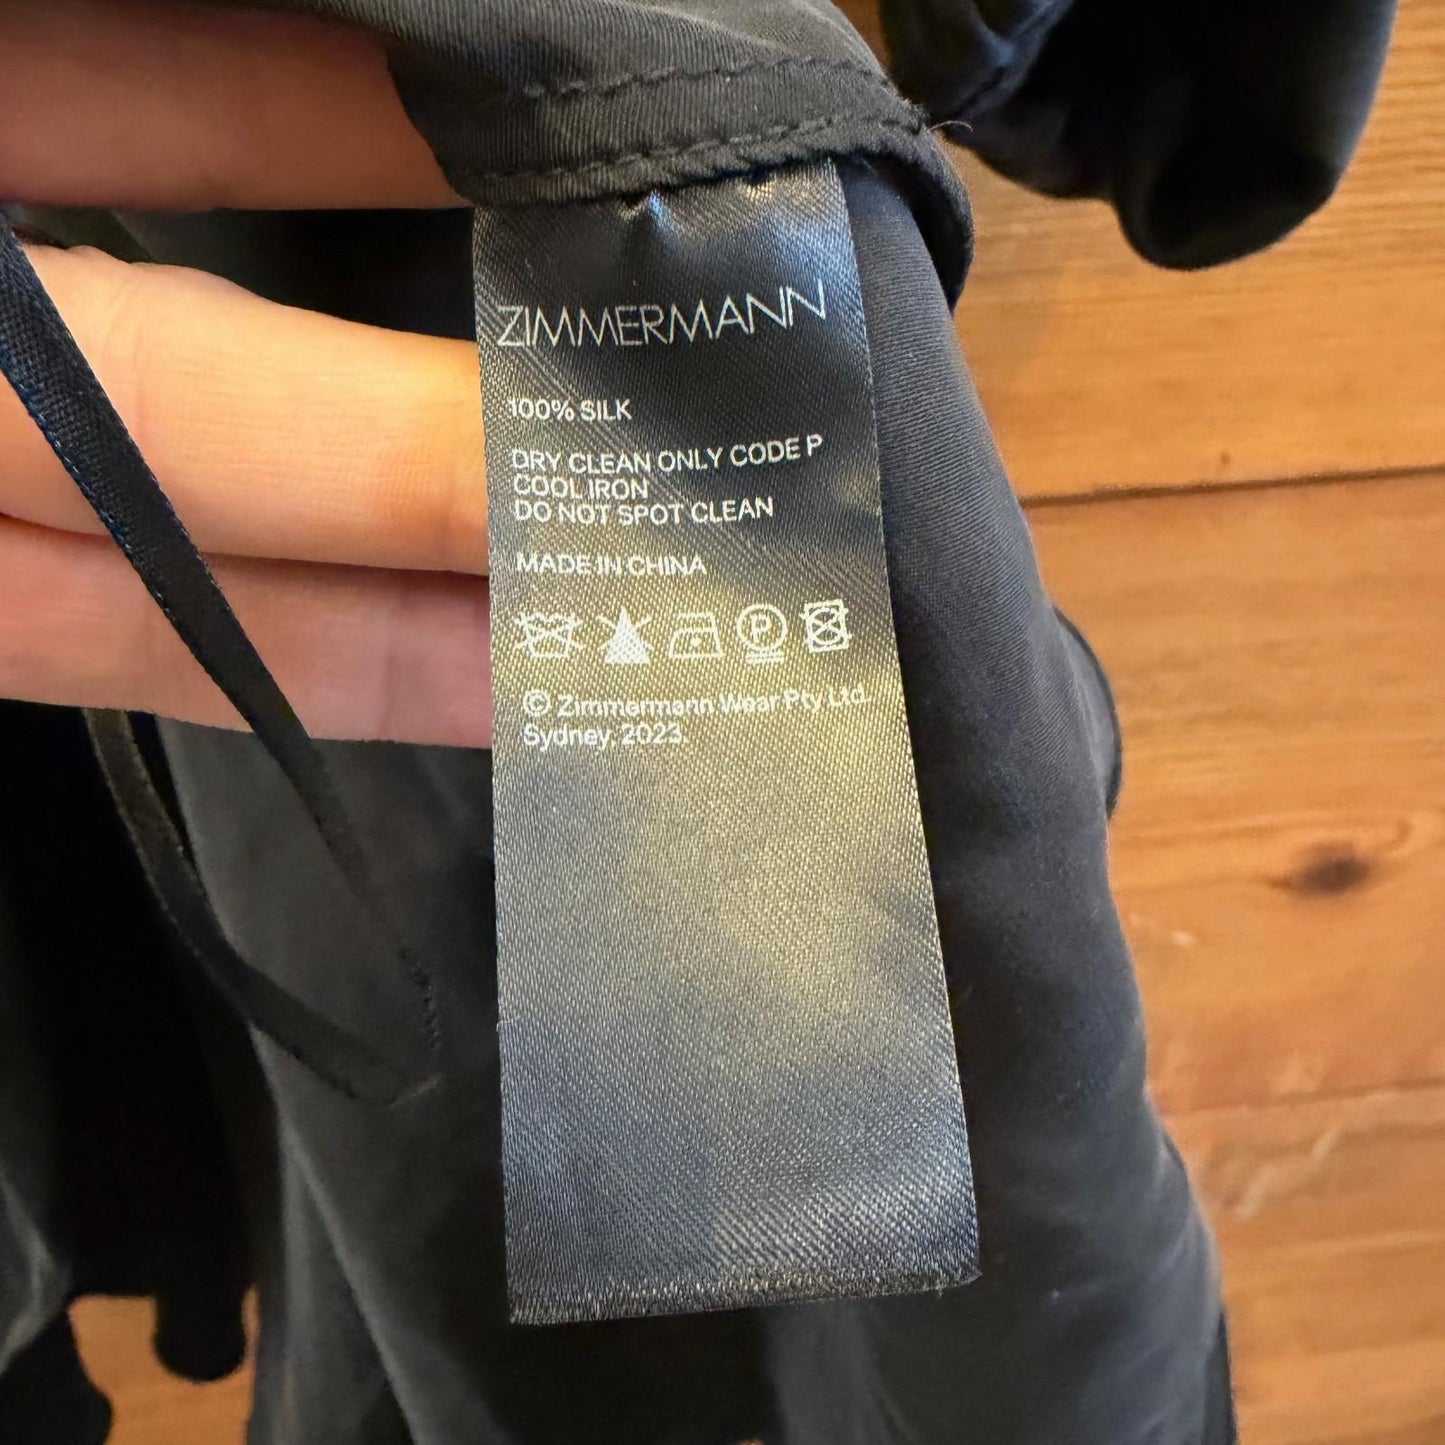 ZIMMERMANN
100% SILK
DRY CLEAN ONLY CODE P
COOL IRON
DO NOT SPOT CLEAN
MADE IN CHINA
P
© Zimmermann Wear Pty Ltd.
Sydney, 2023.